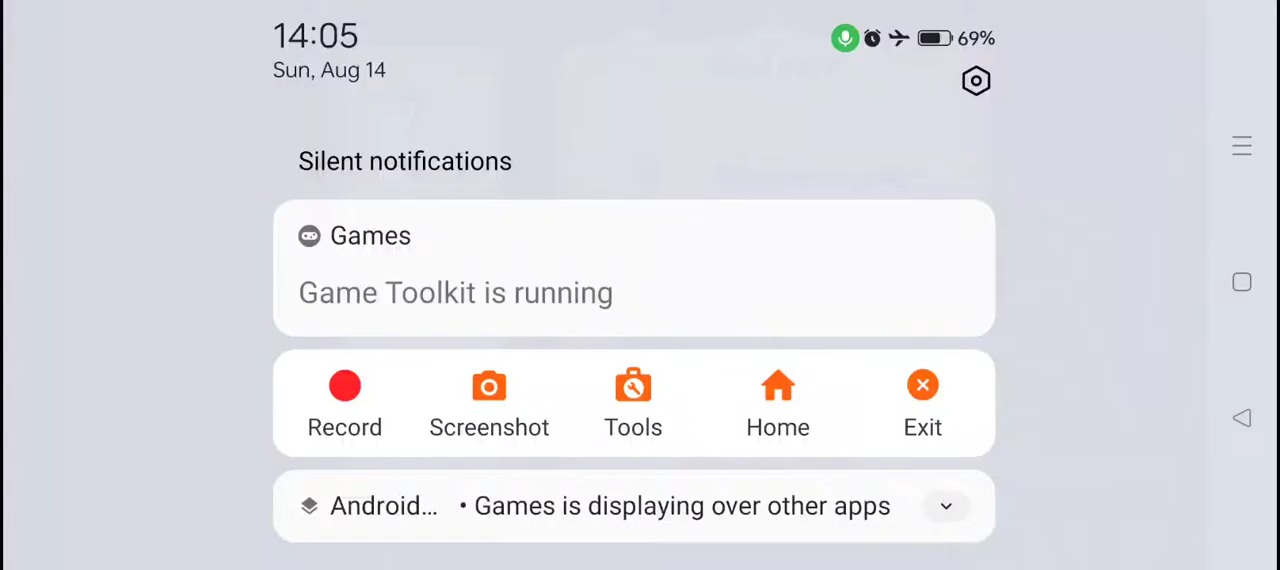 14:05
69%
Sun, Aug 14
Silent notifications
Games
Game Toolkit is running
Record Screenshot Tools Home Exit
Android... • Games is displaying over other apps